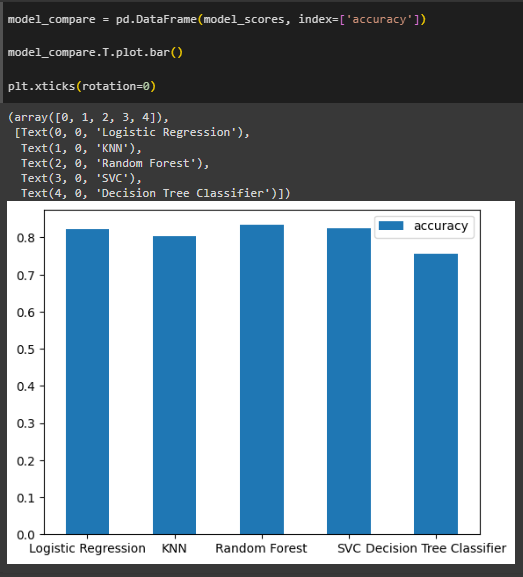 model_compare = pd.DataFrame(model_scores, index=['accuracy'])
model_compare.T.plot.bar()
plt.xticks(rotation=0)
(array([0, 1, 2, 3, 4]),
 [Text(0, 0, 'Logistic Regression'),
  Text(1, 0, 'KNN'),
  Text(2, 0, 'Random Forest'),
  Text(3, 0, 'SVC'),
  Text(4, 0, 'Decision Tree Classifier')])
accuracy
0.8
0.7
0.6
0.5
0.4
0.3
0.2
0.1
0.0
Logistic Regression KNN Random Forest SVC Decision Tree Classifier